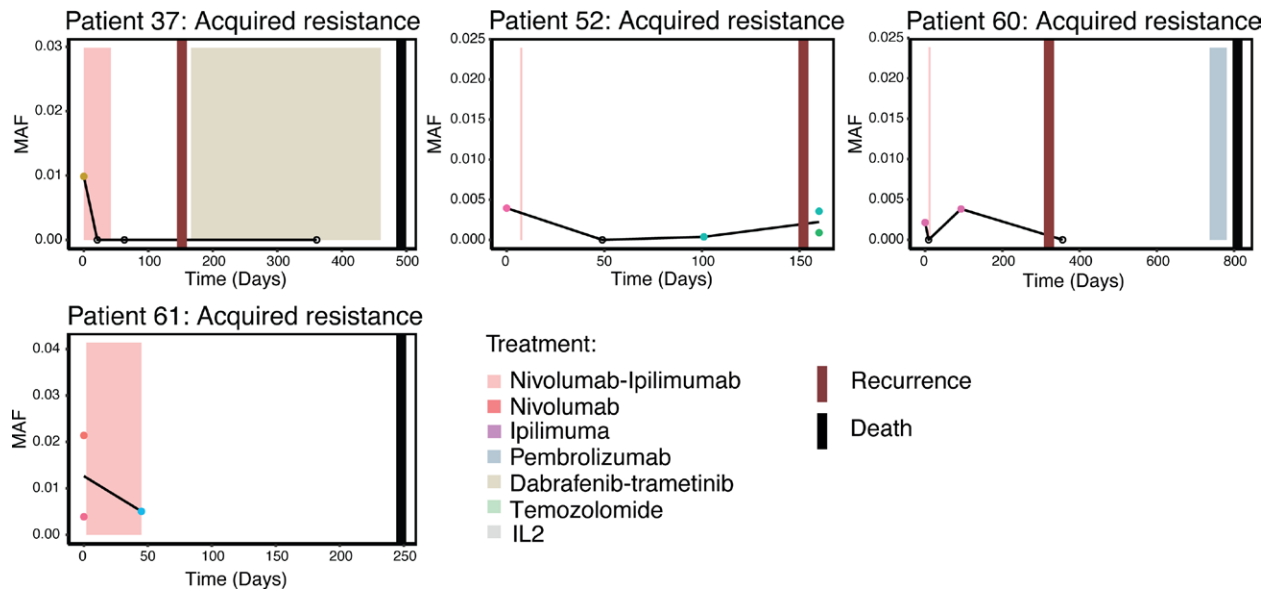 Patient 37: Acquired resistance
0.03
0.02
0.01
0.00
MAF
0
100
200
300
400
500
Time (Days)
Patient 52: Acquired resistance
0.025
0.020
0.015
0.010
0.005
0.000
MAF
0
50
100
150
Time (Days)
Patient 60: Acquired resistance
0.025
0.020
0.015
0.010
0.005
0.000
MAF
0
200
400
600
800
Time (Days)
Patient 61: Acquired resistance
0.04
0.03
0.02
0.01
0.00
MAF
0
50
100
150
200
250
Time (Days)
Treatment:
Nivolumab-Ipilimumab
Nivolumab
Ipilimuma
Pembrolizumab
Dabrafenib-trametinib
Temozolomide
IL2
Recurrence
Death